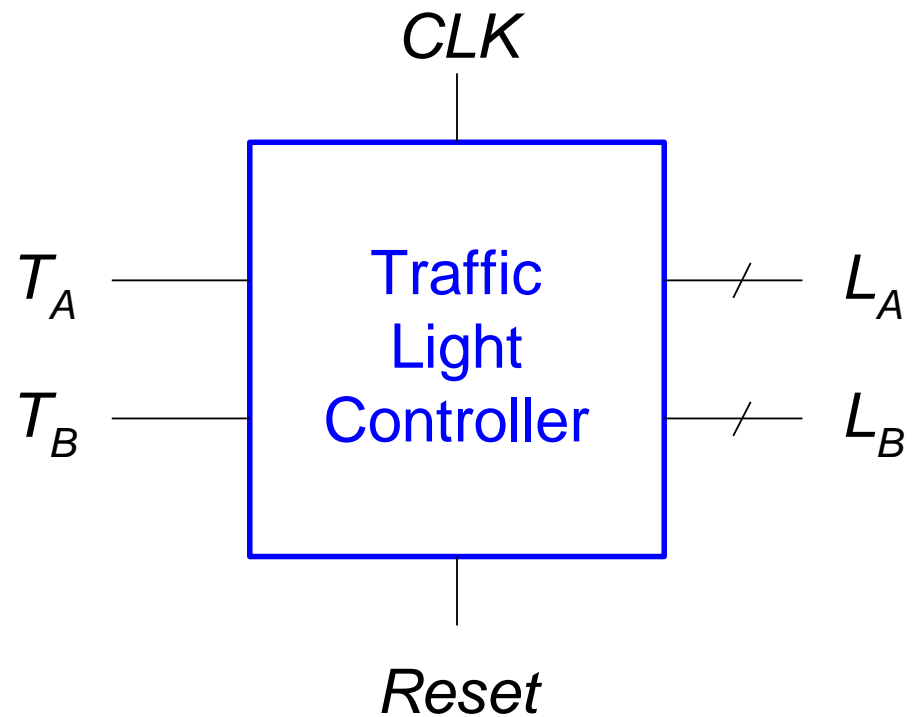 CLK
T_A
T_B
Traffic
Light
Controller
L_A
L_B
Reset